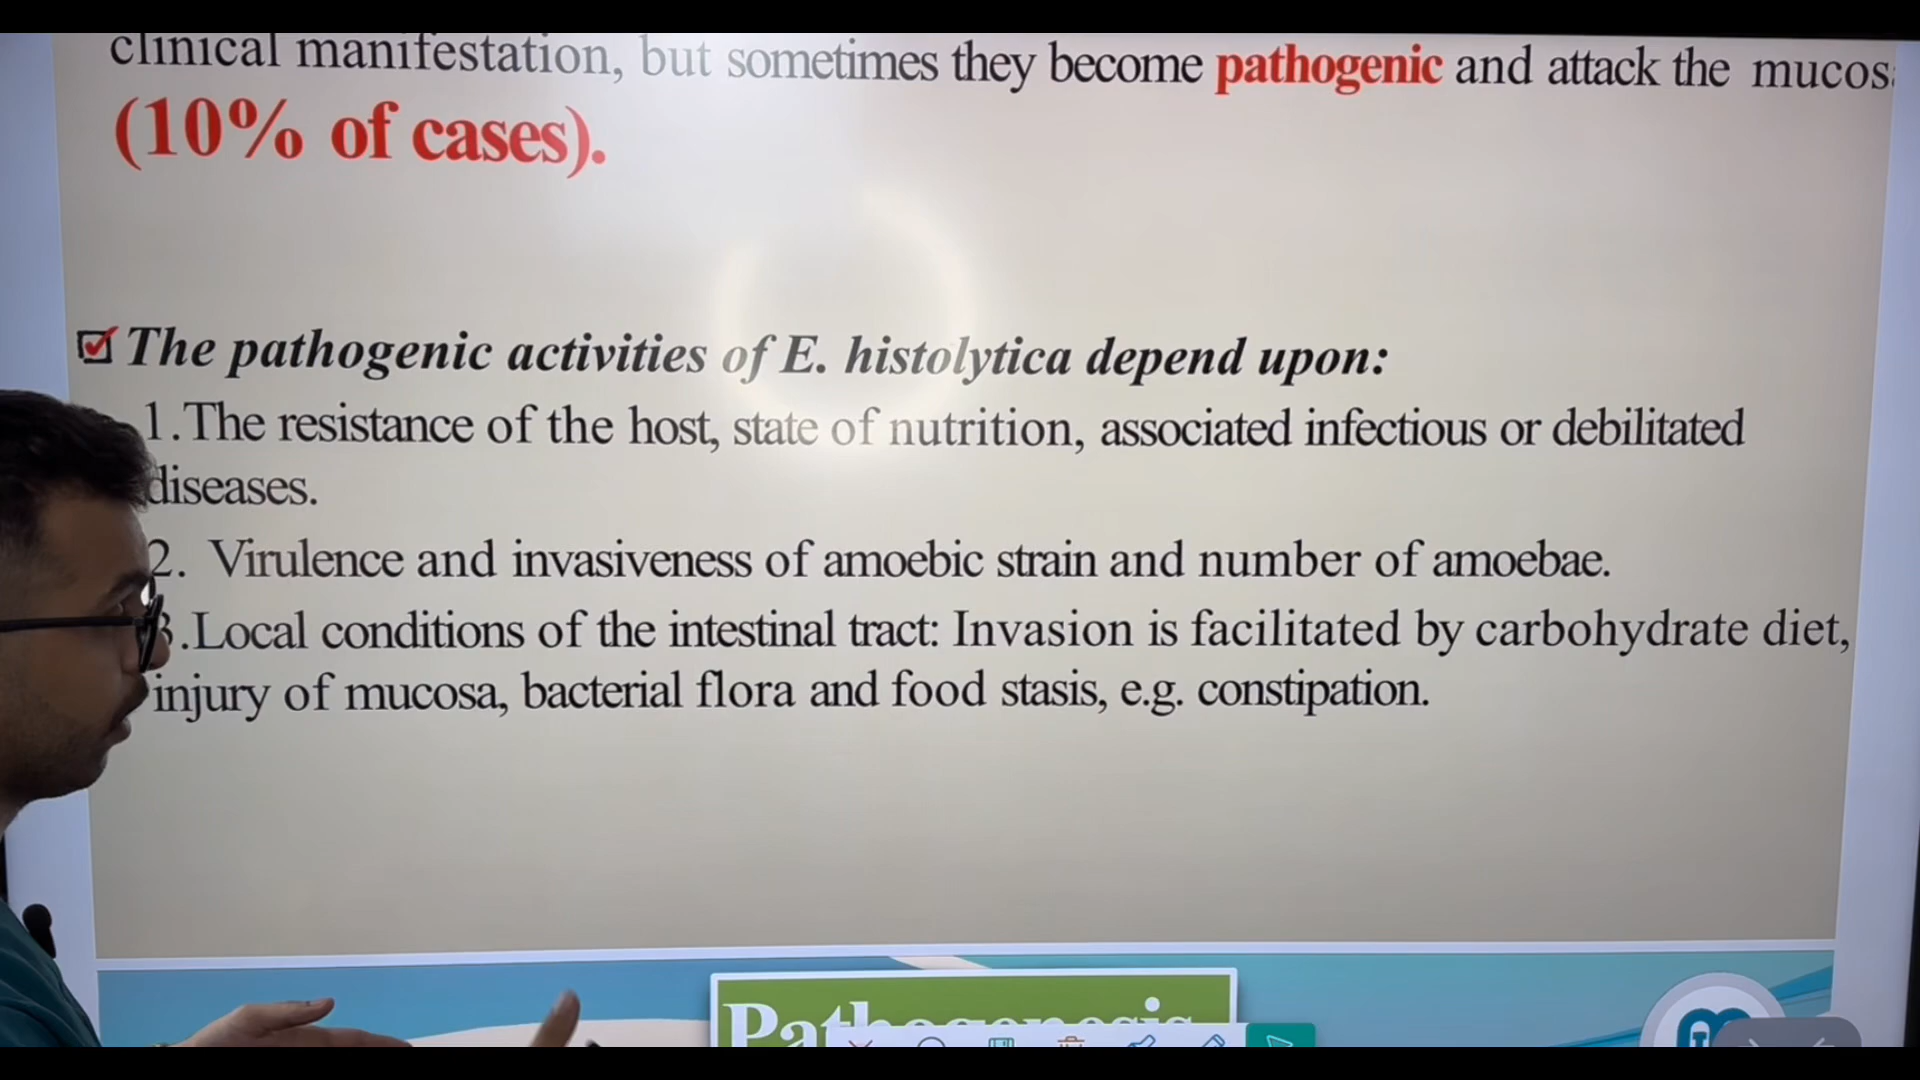 clinical manifestation, but sometimes they become pathogenic and attack the
(10% of cases).
The pathogenic activities of E. histolytica depend upon:
1.The resistance of the host, state of nutrition, associated infectious or debilitated
diseases.
2. Virulence and invasiveness of amoebic strain and number of amoebae.
3.Local conditions of the intestinal tract: Invasion is facilitated by carbohydrate diet,
injury of mucosa, bacterial flora and food stasis, e.g. constipation.
Pathogenesis